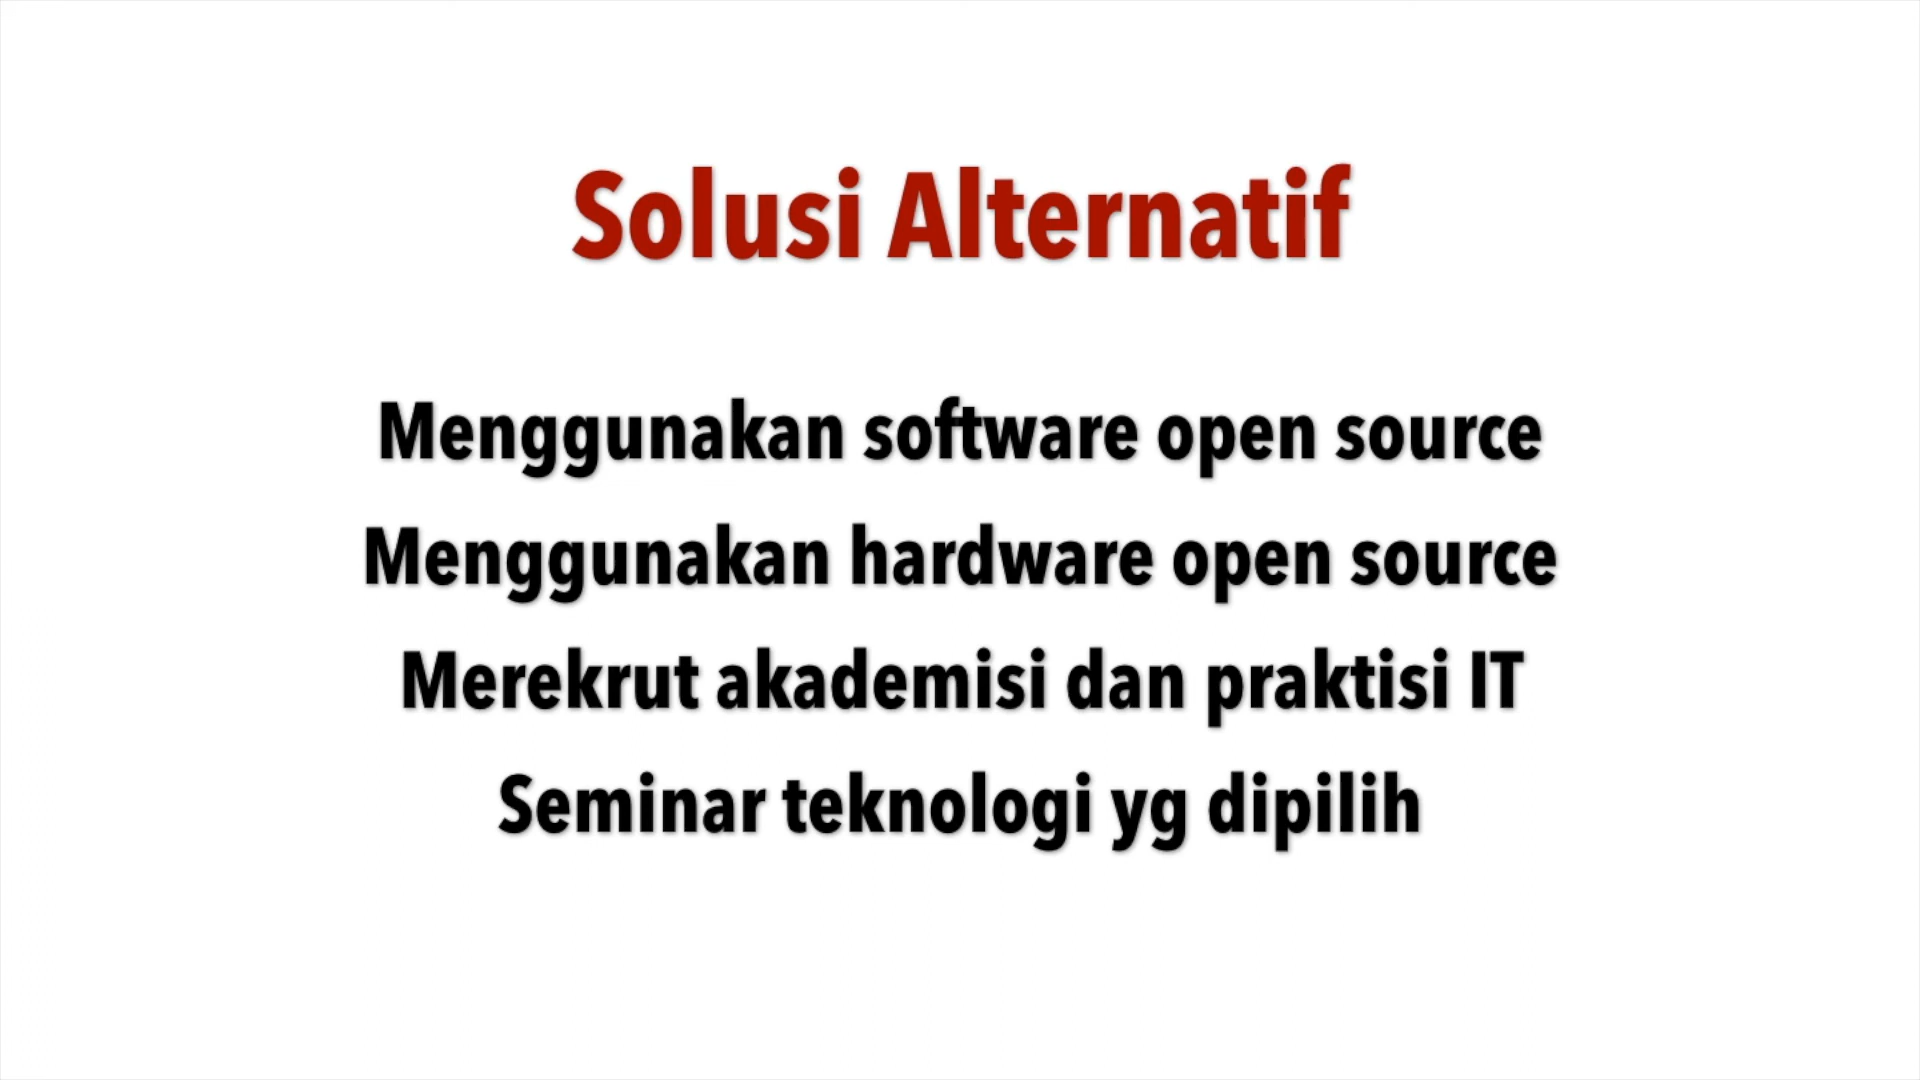 Solusi Alternatif
Menggunakan software open source
Menggunakan hardware open source
Merekrut akademisi dan praktisi IT
Seminar teknologi yg dipilih